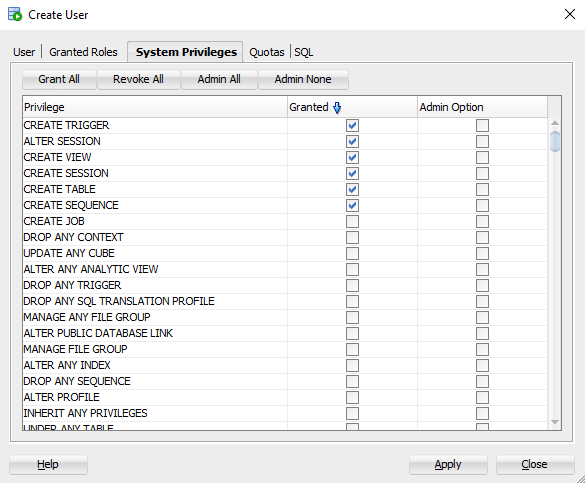 Create User
User Granted Roles System Privileges Quotas SQL
Grant All Revoke All Admin All Admin None
Privilege Granted Admin Option
CREATE TRIGGER
ALTER SESSION
CREATE VIEW
CREATE SESSION
CREATE TABLE
CREATE SEQUENCE
CREATE JOB
DROP ANY CONTEXT
UPDATE ANY CUBE
ALTER ANY ANALYTIC VIEW
DROP ANY TRIGGER
DROP ANY SQL TRANSLATION PROFILE
MANAGE ANY FILE GROUP
ALTER PUBLIC DATABASE LINK
MANAGE FILE GROUP
ALTER ANY INDEX
DROP ANY SEQUENCE
ALTER PROFILE
INHERIT ANY PRIVILEGES
UNDER ANY TABLE
Help Apply Close